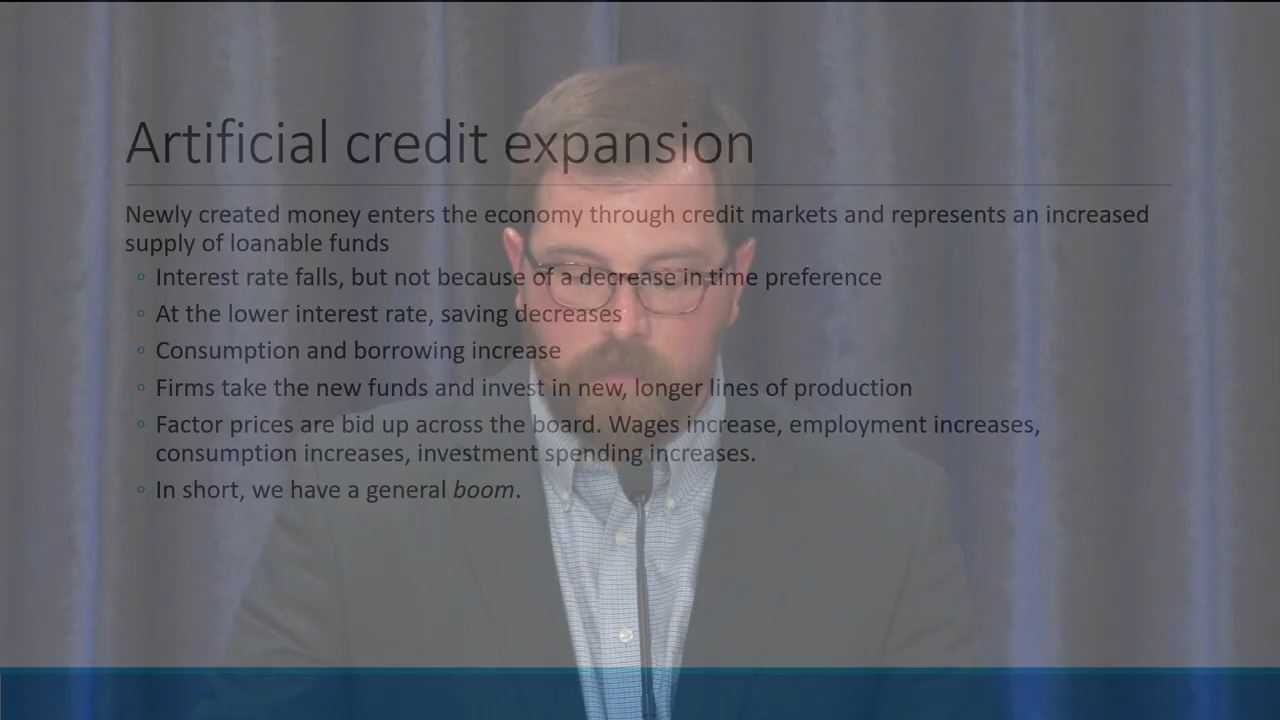 Artificial credit expansion
Newly created money enters the economy through credit markets and represents an increased
supply of loanable funds
◦ Interest rate falls, but not because of a decrease in time preference
◦ At the lower interest rate, saving decreases
◦ Consumption and borrowing increase
◦ Firms take the new funds and invest in new, longer lines of production
◦ Factor prices are bid up across the board. Wages increase, employment increases,
consumption increases, investment spending increases.
◦ In short, we have a general boom.